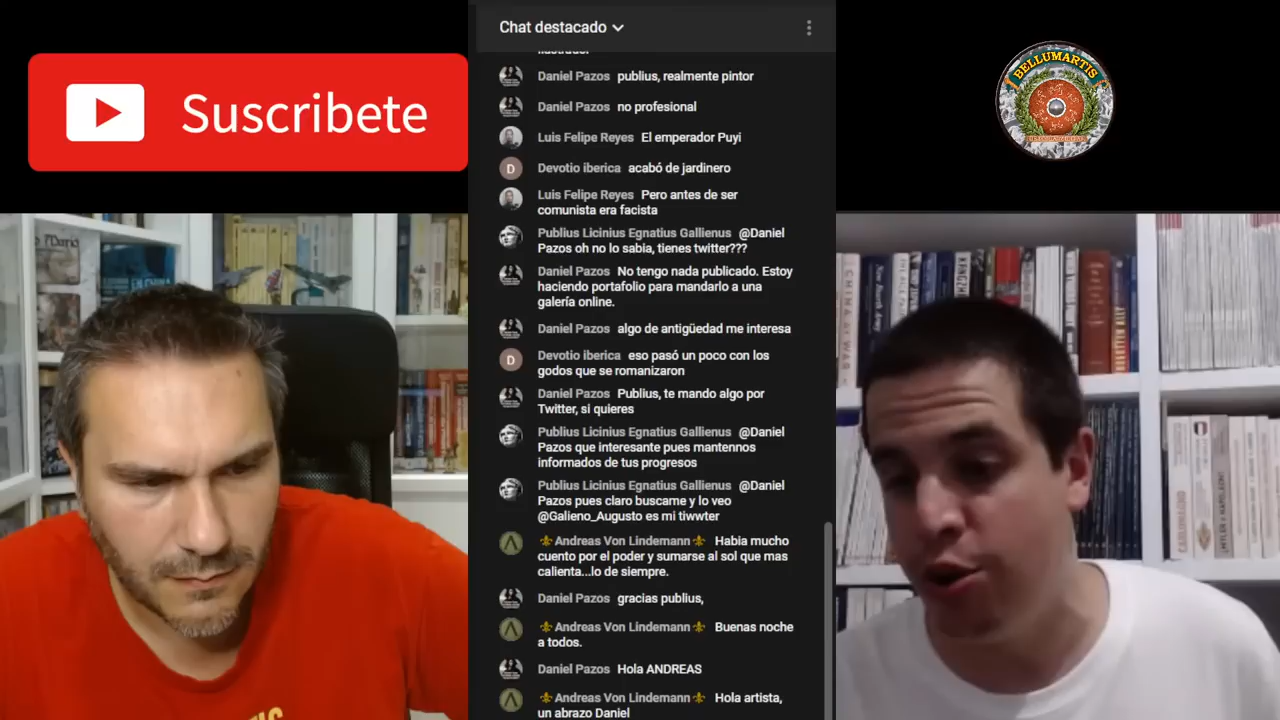 Suscribete
Chat destacado
ilustrador
Daniel Pazos publius, realmente pintor
Daniel Pazos no profesional
Luis Felipe Reyes El emperador Puyi
D Devotio iberica acabó de jardinero
Luis Felipe Reyes Pero antes de ser
comunista era facista
Publius Licinius Egnatius Gallienus @Daniel
Pazos oh no lo sabia, tienes twitter???
Daniel Pazos No tengo nada publicado. Estoy
haciendo portafolio para mandarlo a una
galería online.
Daniel Pazos algo de antigüedad me interesa
D Devotio iberica eso pasó un poco con los
godos que se romanizaron
Daniel Pazos Publius, te mando algo por
Twitter, si quieres
Publius Licinius Egnatius Gallienus @Daniel
Pazos que interesante pues mantennos
informados de tus progresos
Publius Licinius Egnatius Gallienus @Daniel
Pazos pues claro buscame y lo veo
@Galieno_Augusto es mi tiwwter
Andreas Von Lindemann Habia mucho
cuento por el poder y sumarse al sol que mas
calienta...lo de siempre.
Daniel Pazos gracias publius,
Andreas Von Lindemann Buenas noche
a todos.
Daniel Pazos Hola ANDREAS
Andreas Von Lindemann Hola artista,
un abrazo Daniel
BELLUMARTIS
CHINA AT WAR
CARLOMAGNO
HITLER & NAPOLEON